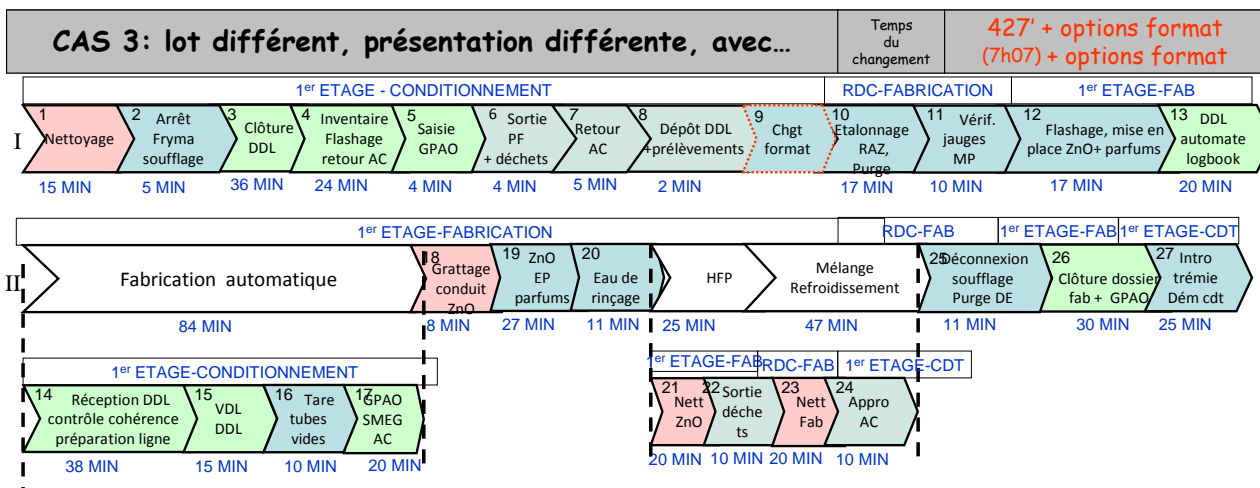 CAS 3: lot différent, présentation différente, avec…
Temps
du
changement
427' + options format
(7h07) + options format
1er ETAGE - CONDITIONNEMENT
RDC-FABRICATION
1er ETAGE-FAB
I
1
Nettoyage
2
Arrêt
Fryma
soufflage
3
Clôture
DDL
4
Inventaire
Flashage
retour AC
5
Saisie
GPAO
6
Sortie
PF
+ déchets
7
Retour
AC
8
Dépôt DDL
+prélèvements
9
Chgt
format
10
Etalonnage
RAZ,
Purge
11
Vérif.
jauges
MP
12
Flashage, mise en
place ZnO+ parfums
13
DDL
automate
logbook
15 MIN
5 MIN
36 MIN
24 MIN
4 MIN
4 MIN
5 MIN
2 MIN
17 MIN
10 MIN
17 MIN
20 MIN
1er ETAGE-FABRICATION
RDC-FAB
1er ETAGE-FAB
1er ETAGE-CDT
II
Fabrication automatique
18
Grattage
conduit
ZnO
19
ZnO
EP
parfums
20
Eau de
rinçage
HFP
Mélange
Refroidissement
25
Déconnexion
soufflage
Purge DE
26
Clôture dossier
fab + GPAO
27
Intro
trémie
Dém cdt
84 MIN
8 MIN
27 MIN
11 MIN
25 MIN
47 MIN
11 MIN
30 MIN
25 MIN
1er ETAGE-CONDITIONNEMENT
1er ETAGE-FAB
RDC-FAB
1er ETAGE-CDT
14
Réception DDL
contrôle cohérence
préparation ligne
15
VDL
DDL
16
Tare
tubes
vides
17
GPAO
SMEG
AC
21
Nett
ZnO
22
Sortie
déche
ts
23
Nett
Fab
24
Appro
AC
38 MIN
15 MIN
10 MIN
20 MIN
20 MIN
10 MIN
20 MIN
10 MIN